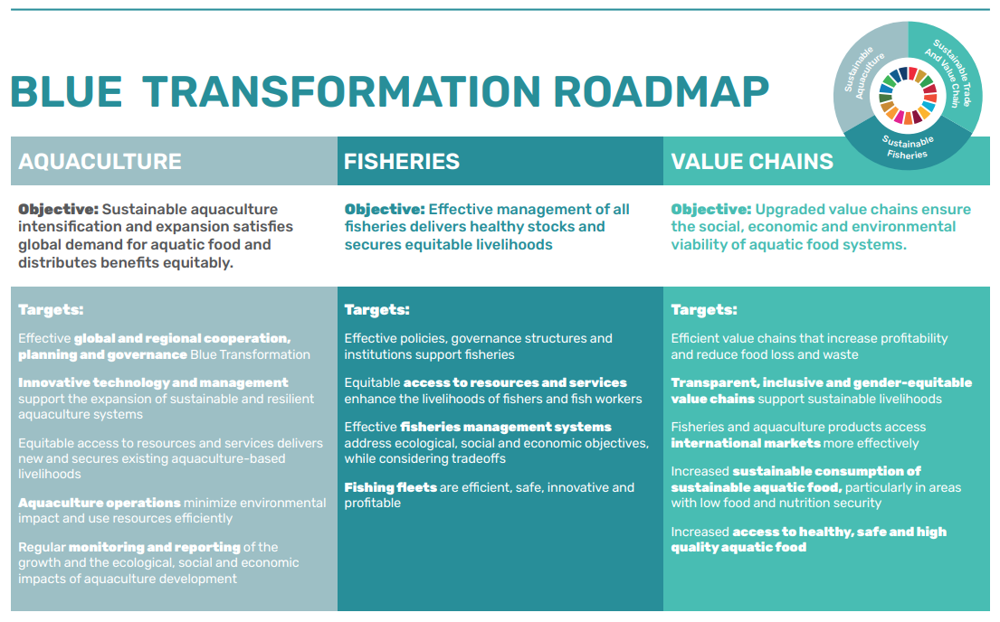 Sustainable
Aquaculture
Sustainable Trade
And Value Chain
Sustainable
Fisheries
BLUE TRANSFORMATION ROADMAP
AQUACULTURE
Objective: Sustainable aquaculture
intensification and expansion satisfies
global demand for aquatic food and
distributes benefits equitably.
Targets:
Effective global and regional cooperation,
planning and governance Blue Transformation
Innovative technology and management
support the expansion of sustainable and resilient
aquaculture systems
Equitable access to resources and services delivers
new and secures existing aquaculture-based
livelihoods
Aquaculture operations minimize environmental
impact and use resources efficiently
Regular monitoring and reporting of the
growth and the ecological, social and economic
impacts of aquaculture development
FISHERIES
Objective: Effective management of all
fisheries delivers healthy stocks and
secures equitable livelihoods
Targets:
Effective policies, governance structures and
institutions support fisheries
Equitable access to resources and services
enhance the livelihoods of fishers and fish workers
Effective fisheries management systems
address ecological, social and economic objectives,
while considering tradeoffs
Fishing fleets are efficient, safe, innovative and
profitable
VALUE CHAINS
Objective: Upgraded value chains ensure
the social, economic and environmental
viability of aquatic food systems.
Targets:
Efficient value chains that increase profitability
and reduce food loss and waste
Transparent, inclusive and gender-equitable
value chains support sustainable livelihoods
Fisheries and aquaculture products access
international markets more effectively
Increased sustainable consumption of
sustainable aquatic food, particularly in areas
with low food and nutrition security
Increased access to healthy, safe and high
quality aquatic food